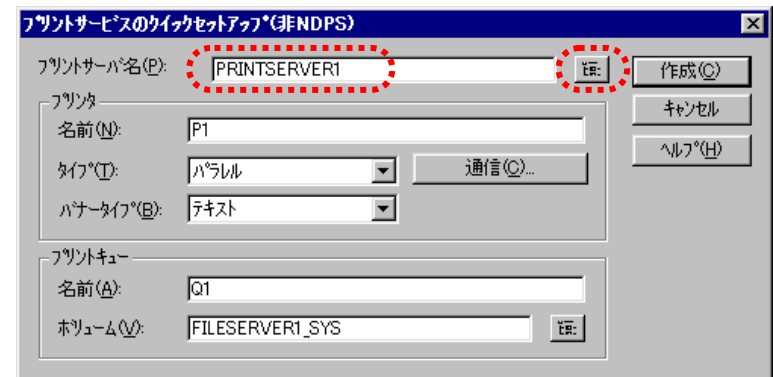 プリントサービスのクイックセットアップ(非NDPS)
プリントサーバ名(P): PRINTSERVER1
作成(C)
プリンタ
キャンセル
名前(N): P1
ヘルプ(H)
タイプ(T): パラレル 通信(C)...
バナータイプ(B): テキスト
プリントキュー
名前(A): Q1
ボリューム(V): FILESERVER1_SYS